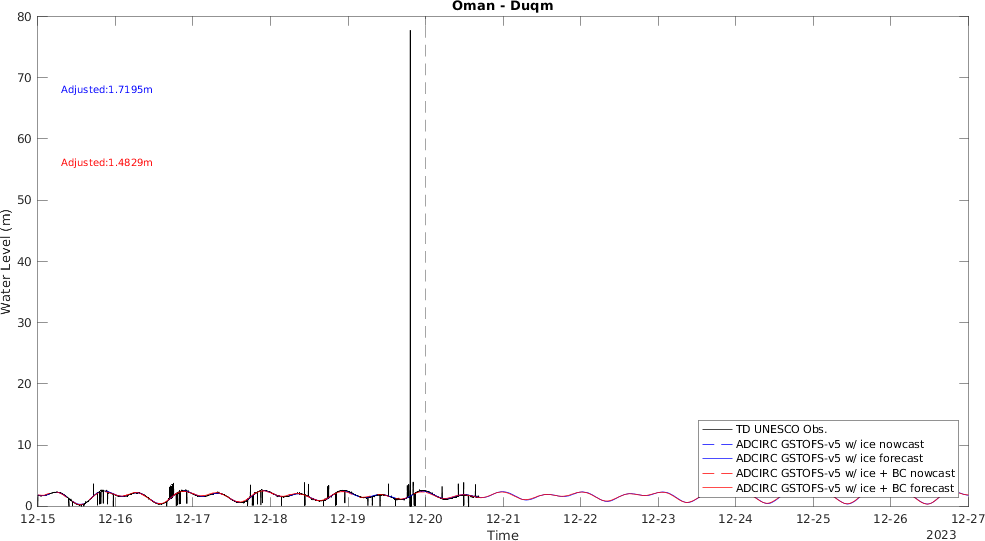 Oman - Duqm
80
70
60
50
40
30
20
10
0
Water Level (m)
Adjusted:1.7195m
Adjusted:1.4829m
TD UNESCO Obs.
ADCIRC GSTOFS-v5 w/ ice nowcast
ADCIRC GSTOFS-v5 w/ ice forecast
ADCIRC GSTOFS-v5 w/ ice + BC nowcast
ADCIRC GSTOFS-v5 w/ ice + BC forecast
12-15 12-16 12-17 12-18 12-19 12-20 12-21 12-22 12-23 12-24 12-25 12-26 12-27
Time
2023